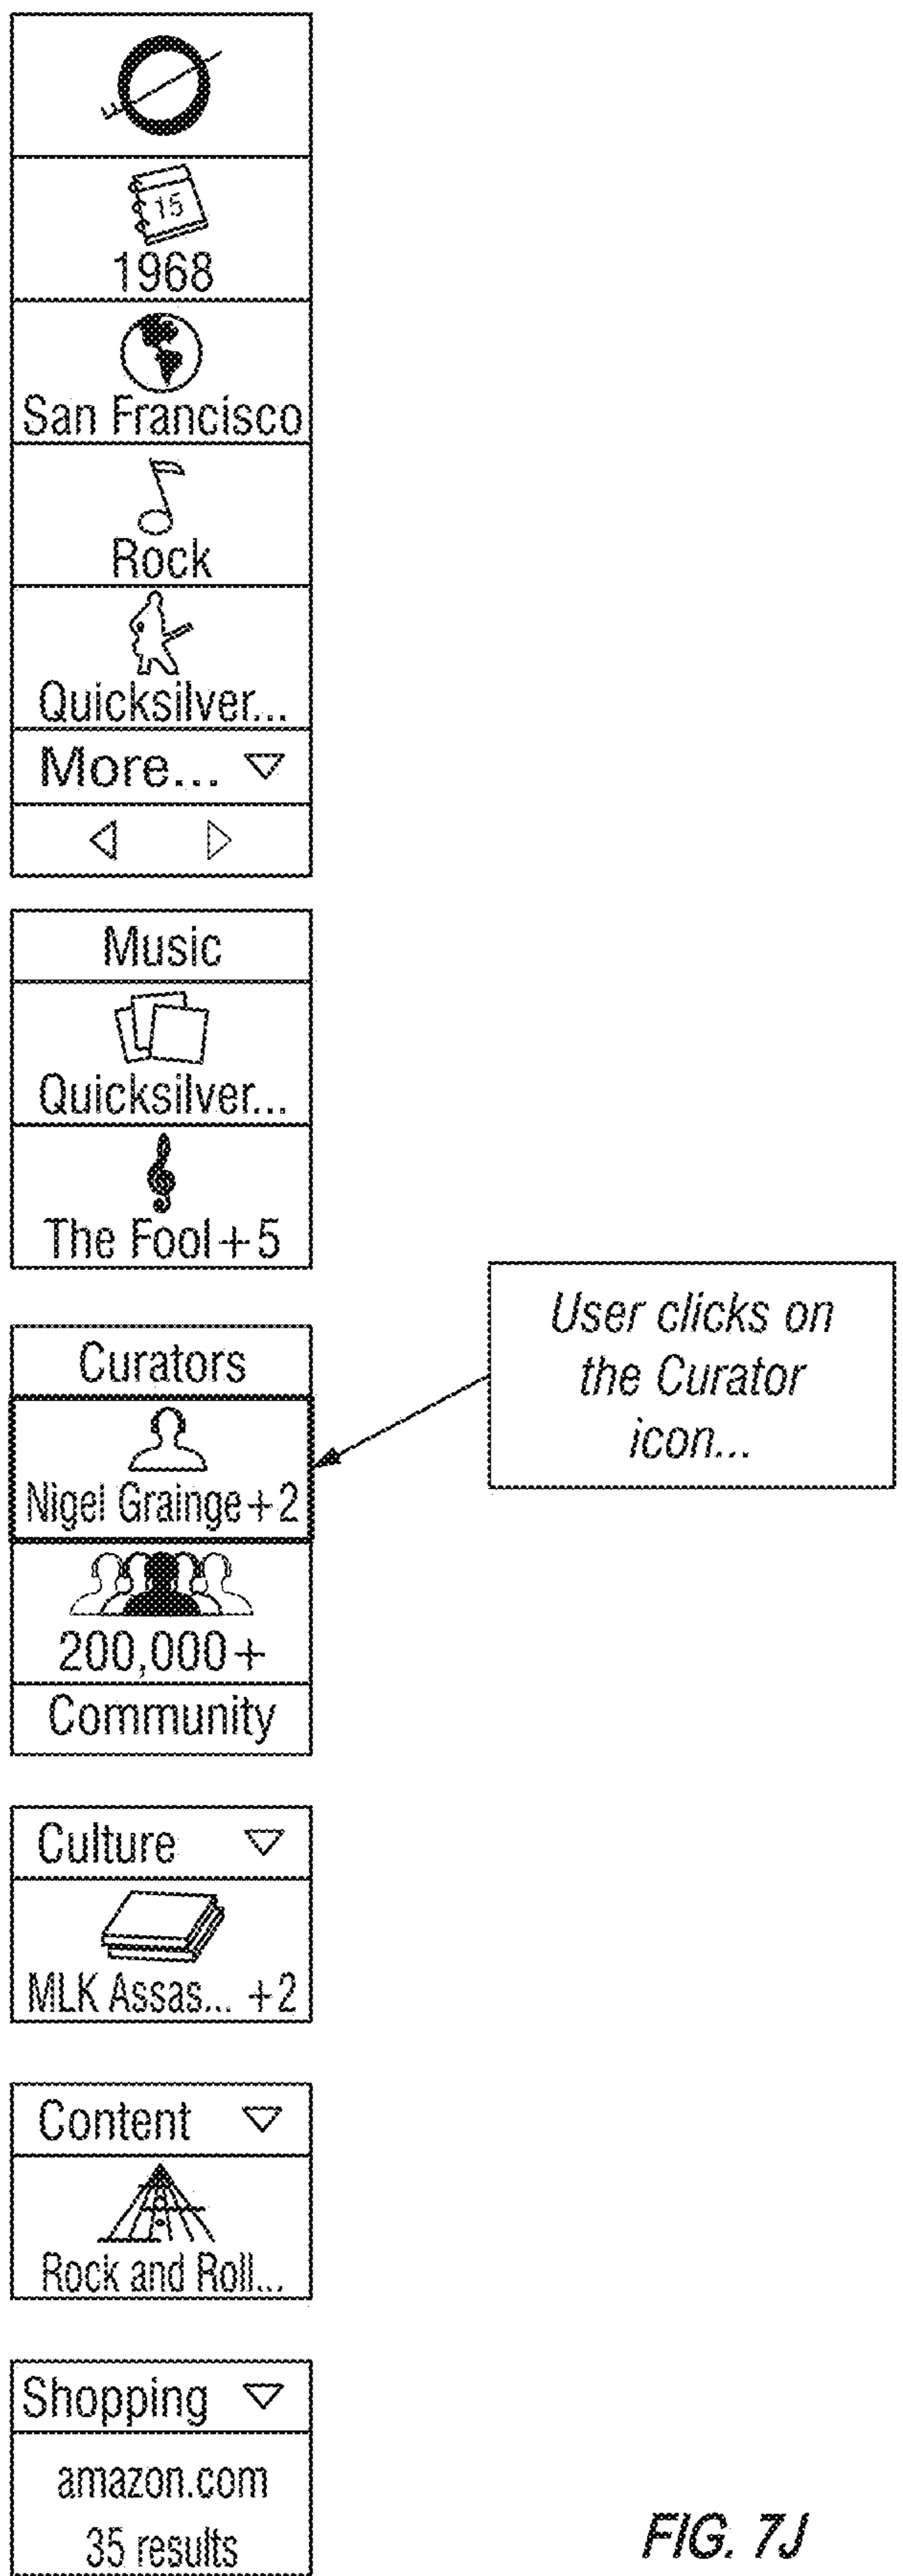 15
1968
San Francisco
Rock
Quicksilver...
More...
Music
Quicksilver...
The Fool+5
Curators
Nigel Grainge+2
200,000+
Community
User clicks on
the Curator
icon...
Culture
MLK Assas... +2
Content
Rock and Roll...
Shopping
amazon.com
35 results
FIG. 7J